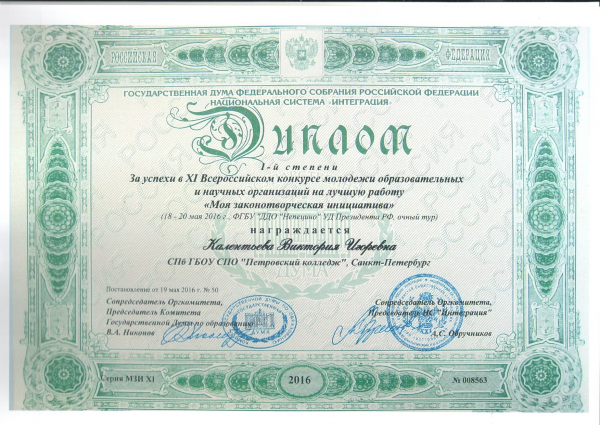 РОССИЙСКАЯ
ФЕДЕРАЦИЯ
ГОСУДАРСТВЕННАЯ ДУМА ФЕДЕРАЛЬНОГО СОБРАНИЯ РОССИЙСКОЙ ФЕДЕРАЦИИ
НАЦИОНАЛЬНАЯ СИСТЕМА «ИНТЕГРАЦИЯ»
Диплом
I-й степени
За успехи в XI Всероссийском конкурсе молодежи образовательных
и научных организаций на лучшую работу
«Моя законотворческая инициатива»
(18 - 20 мая 2016 г., ФГБУ "ДДО "Непецино" УД Президента РФ, очный тур)
награждается
Калентьева Виктория Игоревна
СПб ГБОУ СПО "Петровский колледж", Санкт-Петербург
Постановление от 19 мая 2016 г. № 50
Сопредседатель Оргкомитета,
Председатель Комитета
Государственной Думы по образованию
В.А. Никонов
Сопредседатель Оргкомитета,
Председатель НС "Интеграция"
А.С. Обручников
Серия МЗИ XI
2016
№ 008563